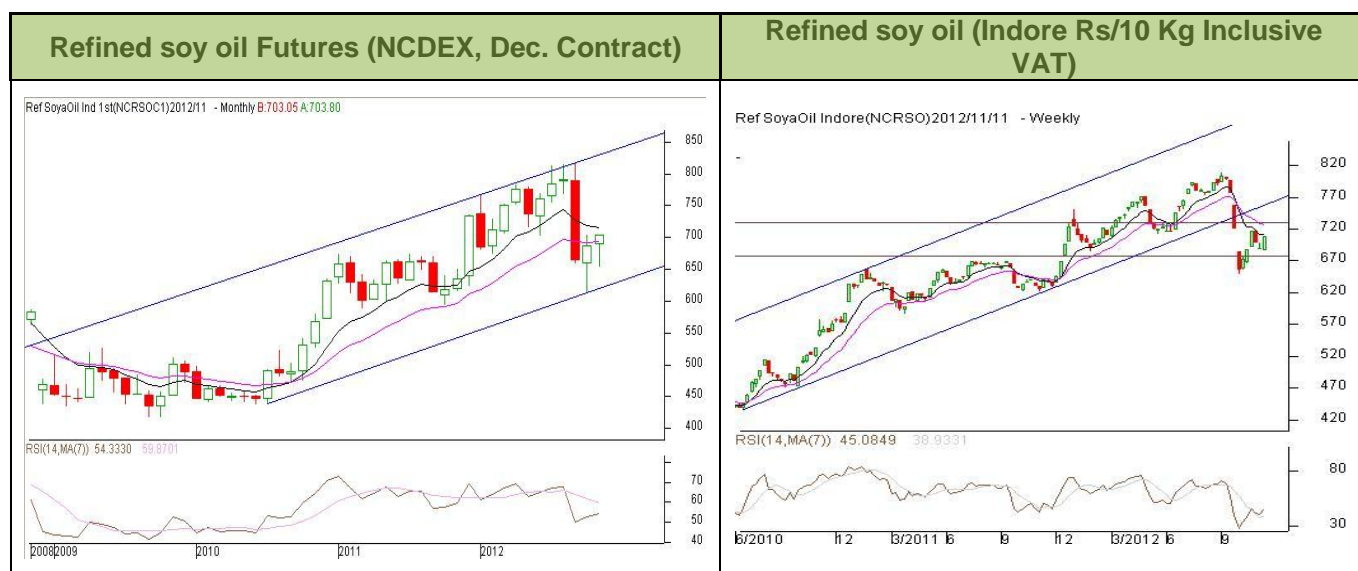 Refined soy oil Futures (NCDEX, Dec. Contract)
Refined soy oil (Indore Rs/10 Kg Inclusive
VAT)
Ref SoyaOil Ind 1st(NCRSOC1)2012/11 - Monthly B:703.05 A:703.80
850
800
750
700
650
600
550
500
450
400
RSI(14,MA(7)) 54.3330 59.8701
70
60
50
40
2008 2009 2010 2011 2012
Ref SoyaOil Indore(NCRSO)2012/11/11 - Weekly
820
770
720
670
620
570
520
470
420
RSI(14,MA(7)) 45.0849 38.9331
80
30
6/2010 12 3/2011 6 9 12 3/2012 6 9